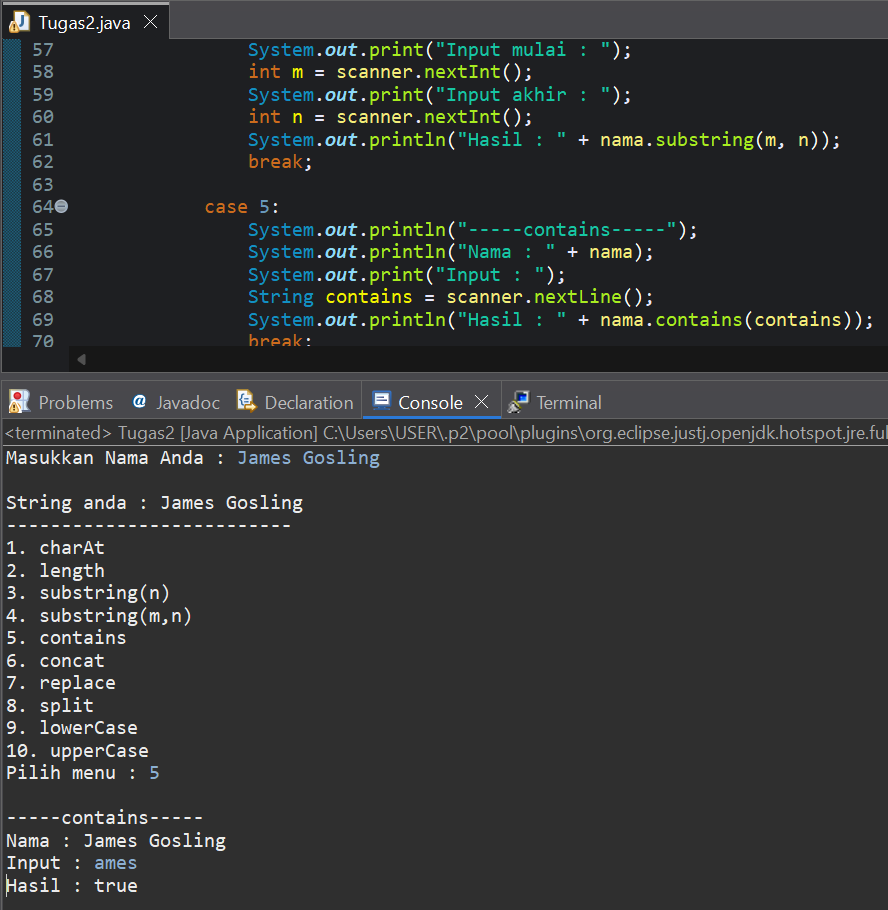 Tugas2.java
57 System.out.print("Input mulai : ");
58 int m = scanner.nextInt();
59 System.out.print("Input akhir : ");
60 int n = scanner.nextInt();
61 System.out.println("Hasil : " + nama.substring(m, n));
62 break;
63
64 case 5:
65 System.out.println("-----contains-----");
66 System.out.println("Nama : " + nama);
67 System.out.print("Input : ");
68 String contains = scanner.nextLine();
69 System.out.println("Hasil : " + nama.contains(contains));
70 break;
Problems @ Javadoc Declaration Console Terminal
<terminated> Tugas2 [Java Application] C:\Users\USER\.p2\pool\plugins\org.eclipse.justj.openjdk.hotspot.jre.ful
Masukkan Nama Anda : James Gosling
String anda : James Gosling
--------------------------
1. charAt
2. length
3. substring(n)
4. substring(m,n)
5. contains
6. concat
7. replace
8. split
9. lowerCase
10. upperCase
Pilih menu : 5
-----contains-----
Nama : James Gosling
Input : ames
Hasil : true